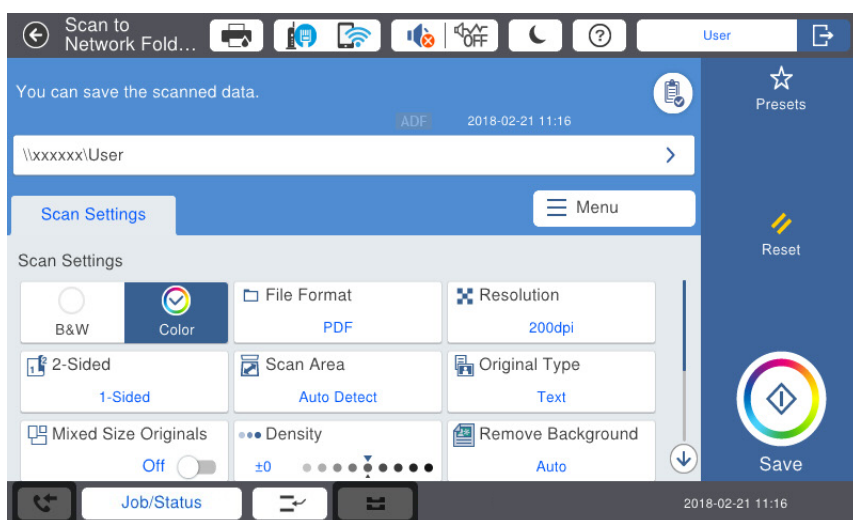 Scan to
Network Fold...
OFF
?
User
You can save the scanned data.
ADF 2018-02-21 11:16
Presets
\\xxxxxx\User
Scan Settings
Menu
Reset
Scan Settings
B&W
Color
File Format
PDF
Resolution
200dpi
1 2 2-Sided
1-Sided
Scan Area
Auto Detect
Original Type
Text
Mixed Size Originals
Off
Density
±0
Remove Background
Auto
Save
Job/Status
2018-02-21 11:16